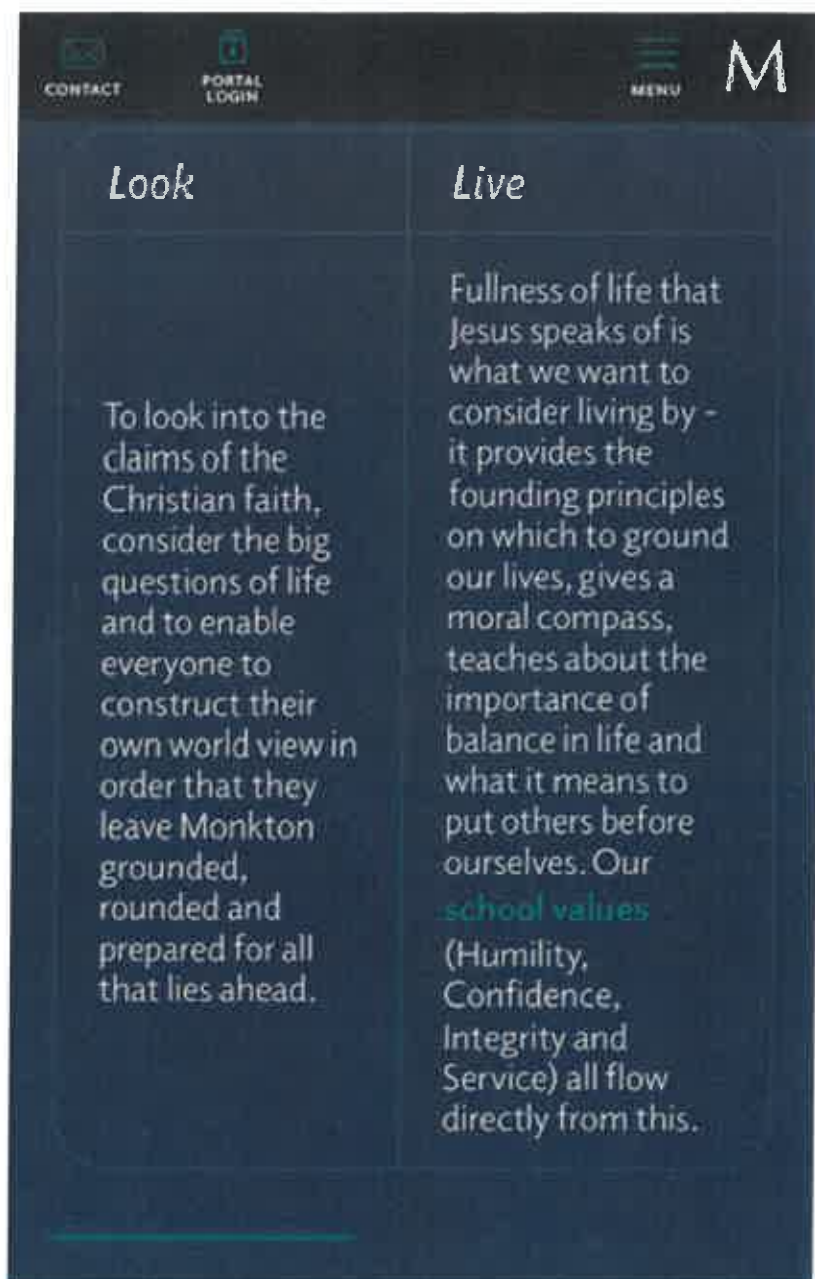 CONTACT
PORTAL
LOGIN
MENU
M
Look
To look into the
claims of the
Christian faith,
consider the big
questions of life
and to enable
everyone to
construct their
own world view in
order that they
leave Monkton
grounded,
rounded and
prepared for all
that lies ahead.
Live
Fullness of life that
Jesus speaks of is
what we want to
consider living by -
it provides the
founding principles
on which to ground
our lives, gives a
moral compass,
teaches about the
importance of
balance in life and
what it means to
put others before
ourselves. Our
school values
(Humility,
Confidence,
Integrity and
Service) all flow
directly from this.